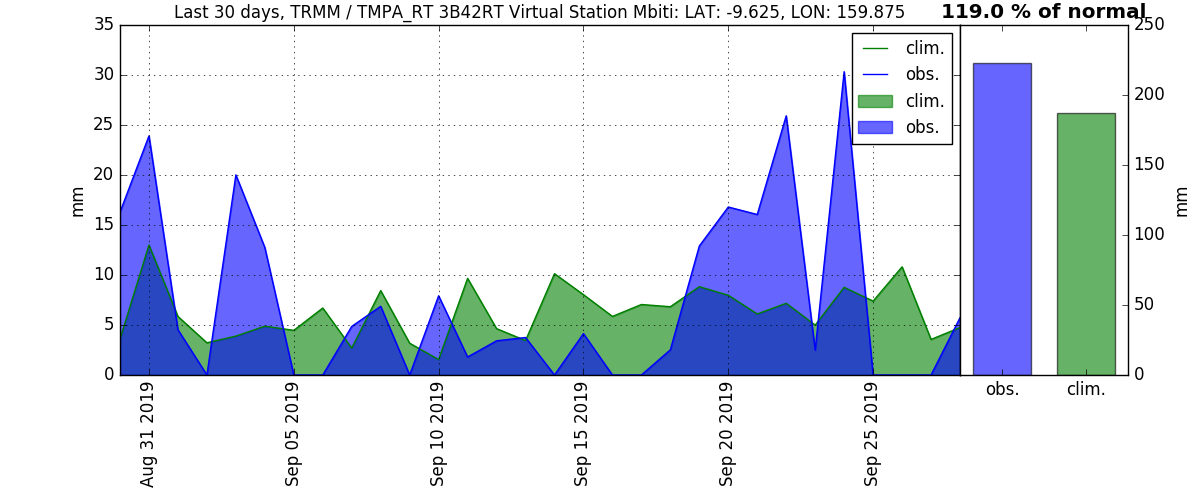 Last 30 days, TRMM / TMPA_RT 3B42RT Virtual Station Mbiti: LAT: -9.625, LON: 159.875
119.0 % of normal
35
30
25
20
15
10
5
0
mm
clim.
obs.
clim.
obs.
250
200
150
100
50
0
mm
Aug 31 2019
Sep 05 2019
Sep 10 2019
Sep 15 2019
Sep 20 2019
Sep 25 2019
obs.
clim.